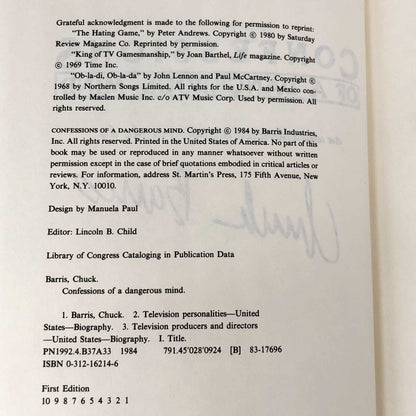 Grateful acknowledgment is made to the following for permission to reprint:
"The Hating Game," by Peter Andrews. Copyright © 1980 by Saturday
Review Magazine Co. Reprinted by permission.
"King of TV Gamesmanship," by Joan Barthel, Life magazine. Copyright
© 1969 Time Inc.
"Ob-la-di, Ob-la-da" by John Lennon and Paul McCartney. Copyright ©
1968 by Northern Songs Limited. All rights for the U.S.A. and Mexico con-
trolled by Maclen Music Inc. c/o ATV Music Corp. Used by permission. All
rights reserved.
CONFESSIONS OF A DANGEROUS MIND. Copyright © 1984 by Barris Industries,
Inc. All rights reserved. Printed in the United States of America. No part of this
book may be used or reproduced in any manner whatsoever without written
permission except in the case of brief quotations embodied in critical articles or
reviews. For information, address St. Martin's Press, 175 Fifth Avenue, New
York, N.Y. 10010.
Design by Manuela Paul
Editor: Lincoln B. Child
Library of Congress Cataloging in Publication Data
Barris, Chuck.
Confessions of a dangerous mind.
1. Barris, Chuck. 2. Television personalities—United
States—Biography. 3. Television producers and directors
—United States—Biography. I. Title.
PN1992.4.B37A33 1984 791.45'028'0924 [B] 83-17696
ISBN 0-312-16214-6
First Edition
10 9 8 7 6 5 4 3 2 1